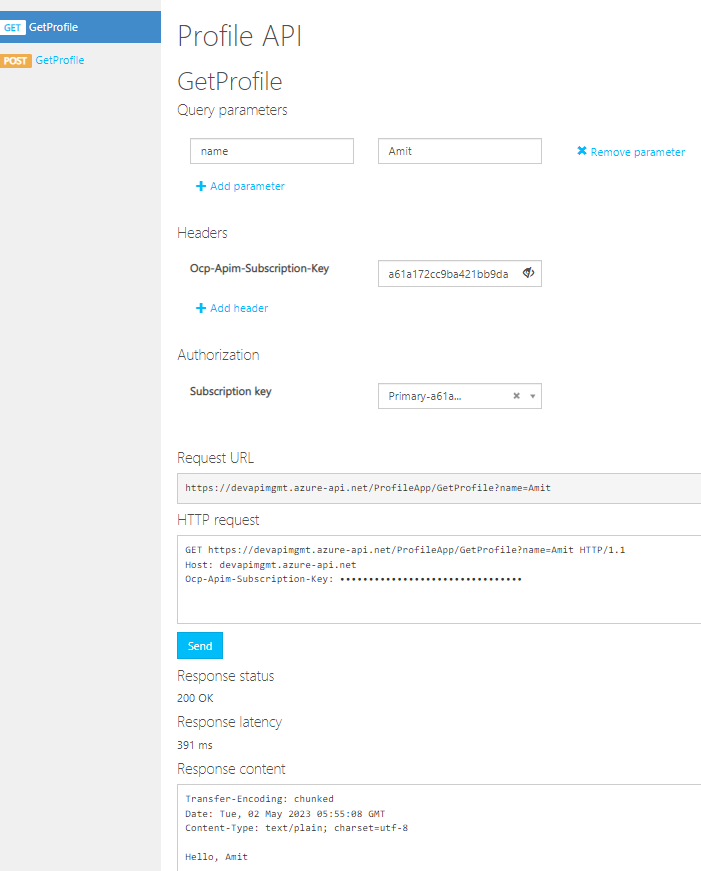 GET GetProfile
POST GetProfile
Profile API
GetProfile
Query parameters
name Amit ✖ Remove parameter
+ Add parameter
Headers
Ocp-Apim-Subscription-Key a61a172cc9ba421bb9da
+ Add header
Authorization
Subscription key Primary-a61a... × ▾
Request URL
https://devapimgmt.azure-api.net/ProfileApp/GetProfile?name=Amit
HTTP request
GET https://devapimgmt.azure-api.net/ProfileApp/GetProfile?name=Amit HTTP/1.1
Host: devapimgmt.azure-api.net
Ocp-Apim-Subscription-Key: ••••••••••••••••••••••••••••••••
Send
Response status
200 OK
Response latency
391 ms
Response content
Transfer-Encoding: chunked
Date: Tue, 02 May 2023 05:55:08 GMT
Content-Type: text/plain; charset=utf-8
Hello, Amit